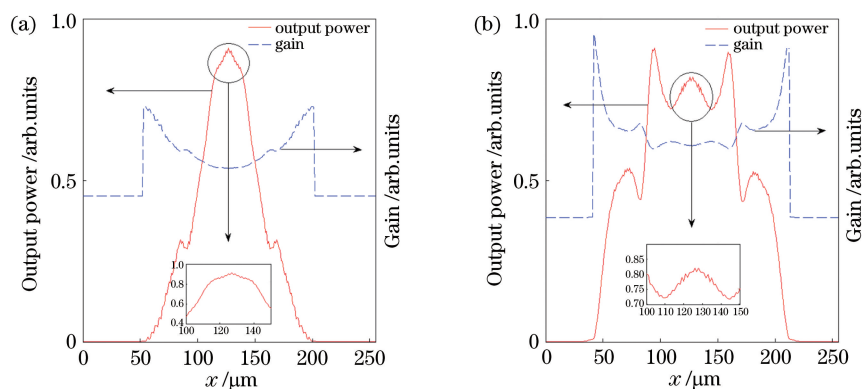 (a)
output power
gain
Output power /arb.units
1.0
0.5
0
Gain /arb.units
1.0
0.8
0.6
0.4
100 120 140
0 50 100 150 200 250
x /μm
(b)
output power
gain
Output power /arb.units
1.0
0.5
0
Gain /arb.units
0.85
0.80
0.75
0.70
100 110 120 130 140 150
0 50 100 150 200 250
x /μm